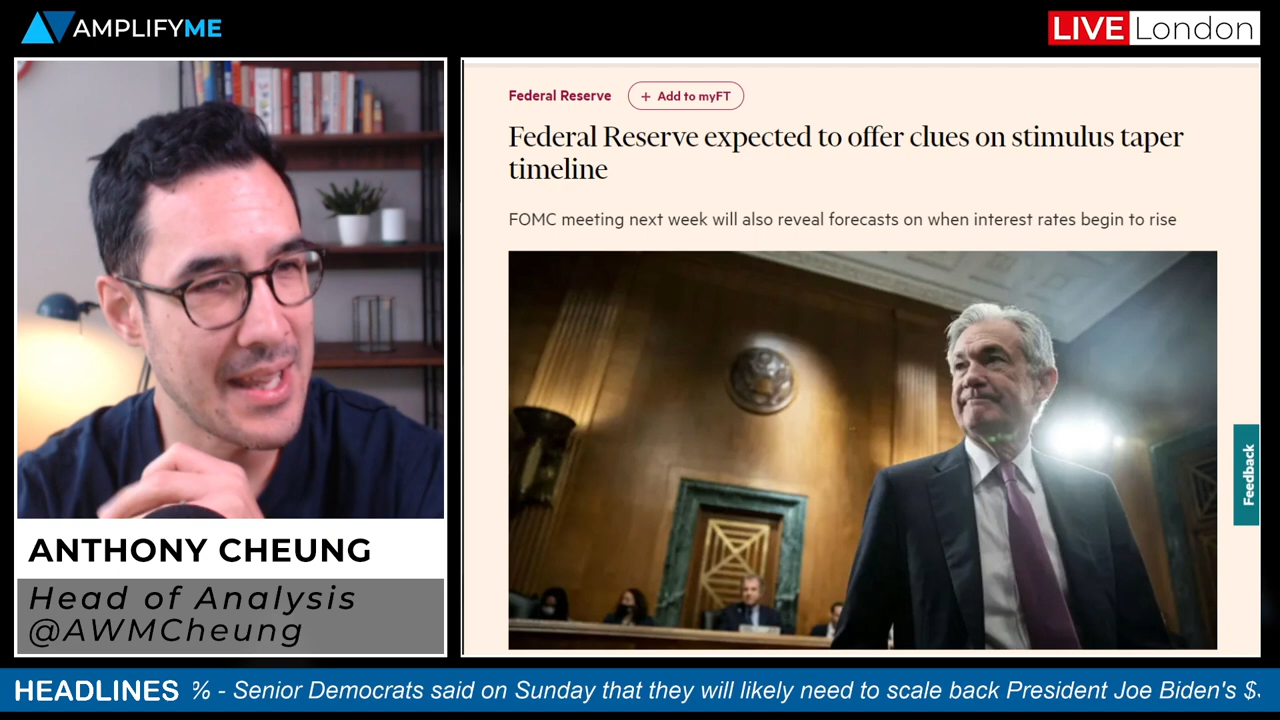 AMPLIFYME
LIVE London
Federal Reserve + Add to myFT
Federal Reserve expected to offer clues on stimulus taper
timeline
FOMC meeting next week will also reveal forecasts on when interest rates begin to rise
Feedback
ANTHONY CHEUNG
Head of Analysis
@AWMCheung
HEADLINES % - Senior Democrats said on Sunday that they will likely need to scale back President Joe Biden's